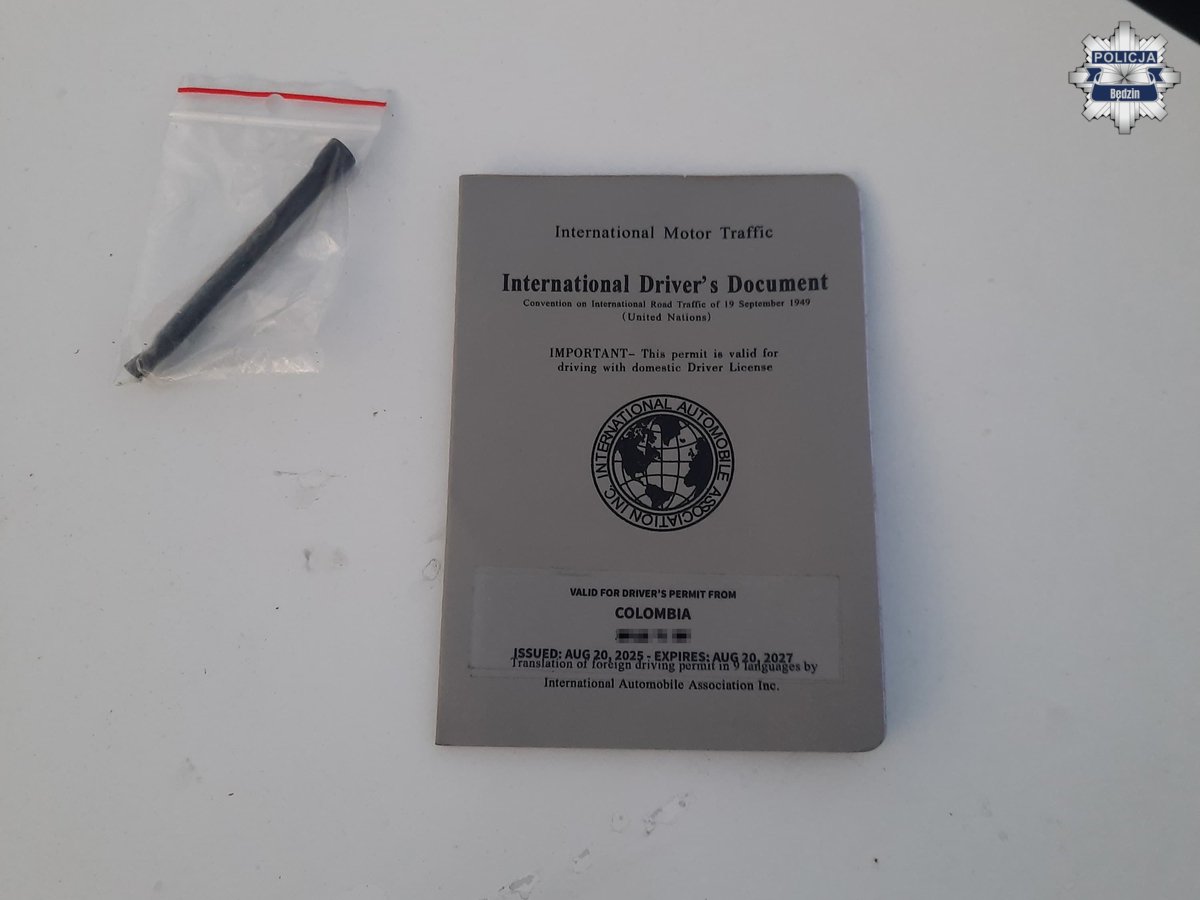 POLICJA
Będzin
International Motor Traffic
International Driver's Document
Convention on International Road Traffic of 19 September 1949
(United Nations)
IMPORTANT– This permit is valid for
driving with domestic Driver License
INTERNATIONAL AUTOMOBILE ASSOCIATION INC.
VALID FOR DRIVER'S PERMIT FROM
COLOMBIA
ISSUED: AUG 20, 2025 - EXPIRES: AUG 20, 2027
Translation of foreign driving permit in 9 languages by
International Automobile Association Inc.